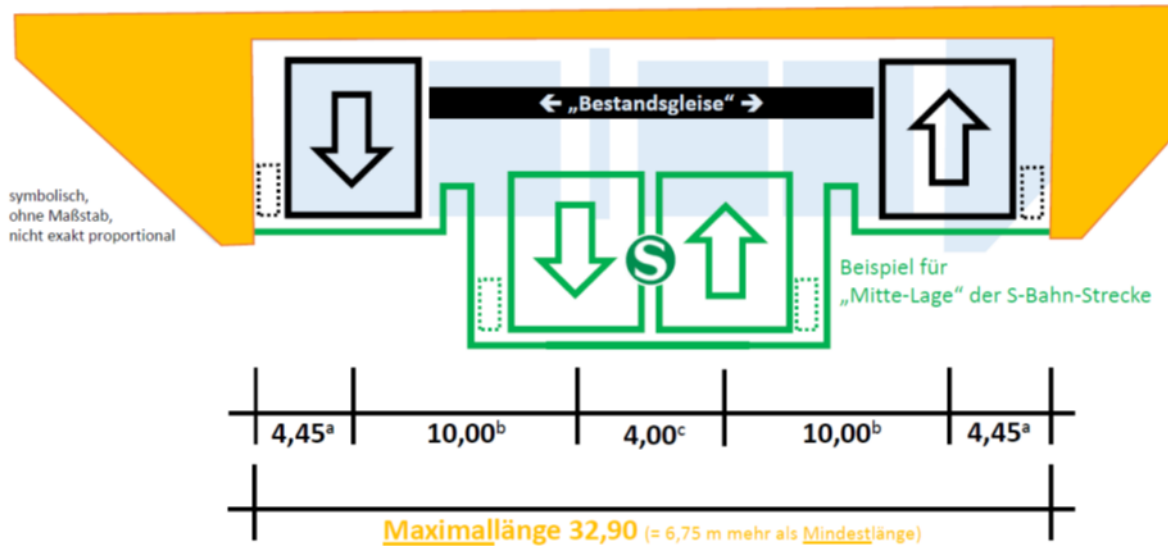 ← „Bestandsgleise“ →
symbolisch,
ohne Maßstab,
nicht exakt proportional
S
Beispiel für
„Mitte-Lage“ der S-Bahn-Strecke
4,45ᵃ 10,00ᵇ 4,00ᶜ 10,00ᵇ 4,45ᵃ
Maximallänge 32,90 (= 6,75 m mehr als Mindestlänge)